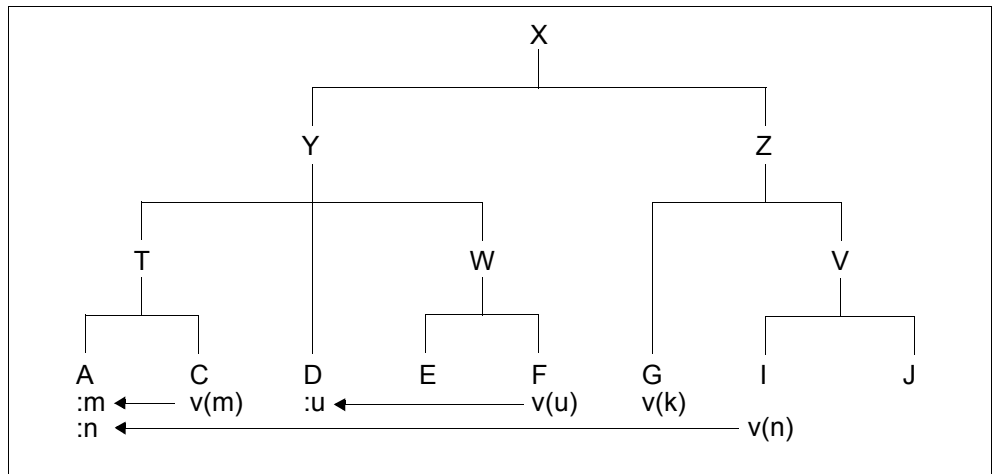 X
Y Z
T W V
A C D E F G I J
:m v(m) :u v(u) v(k)
:n v(n)